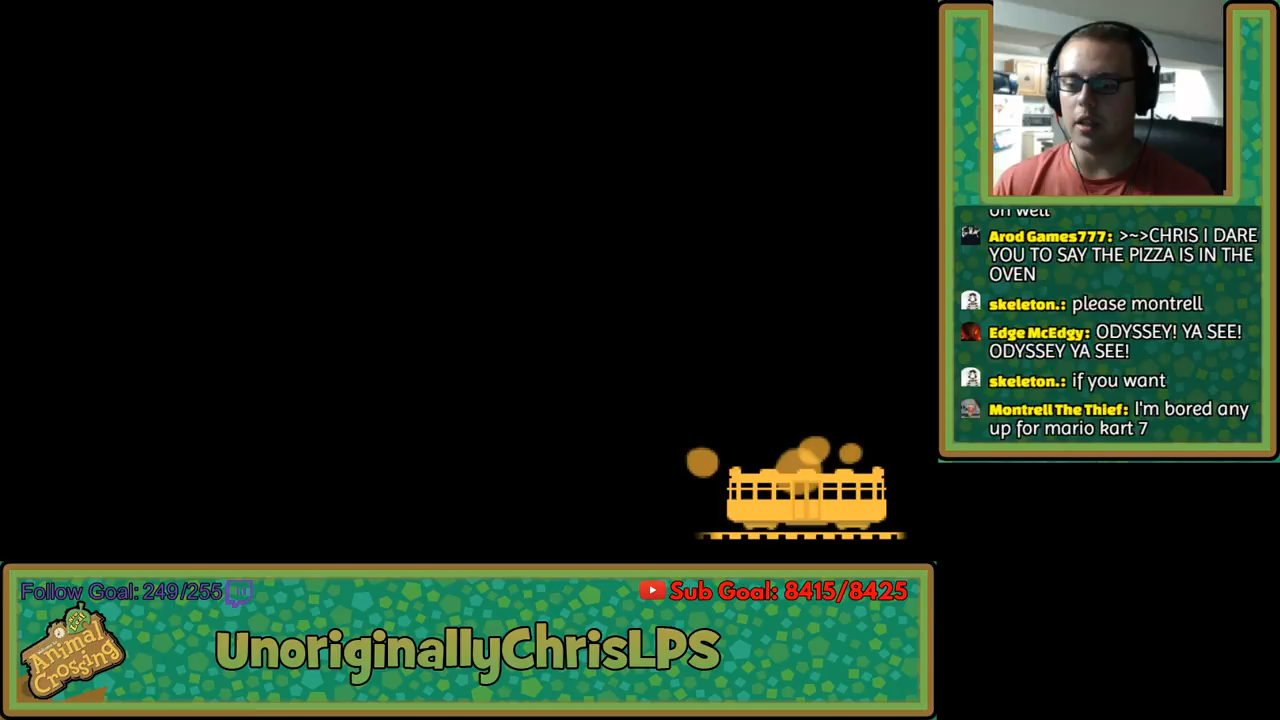 Arod Games777: >~>CHRIS I DARE
YOU TO SAY THE PIZZA IS IN THE
OVEN
skeleton.: please montrell
Edge McEdgy: ODYSSEY! YA SEE!
ODYSSEY YA SEE!
skeleton.: if you want
Montrell The Thief: I'm bored any
up for mario kart 7
Follow Goal: 249/255
Sub Goal: 8415/8425
Animal
Crossing
UnoriginallyChrisLPS